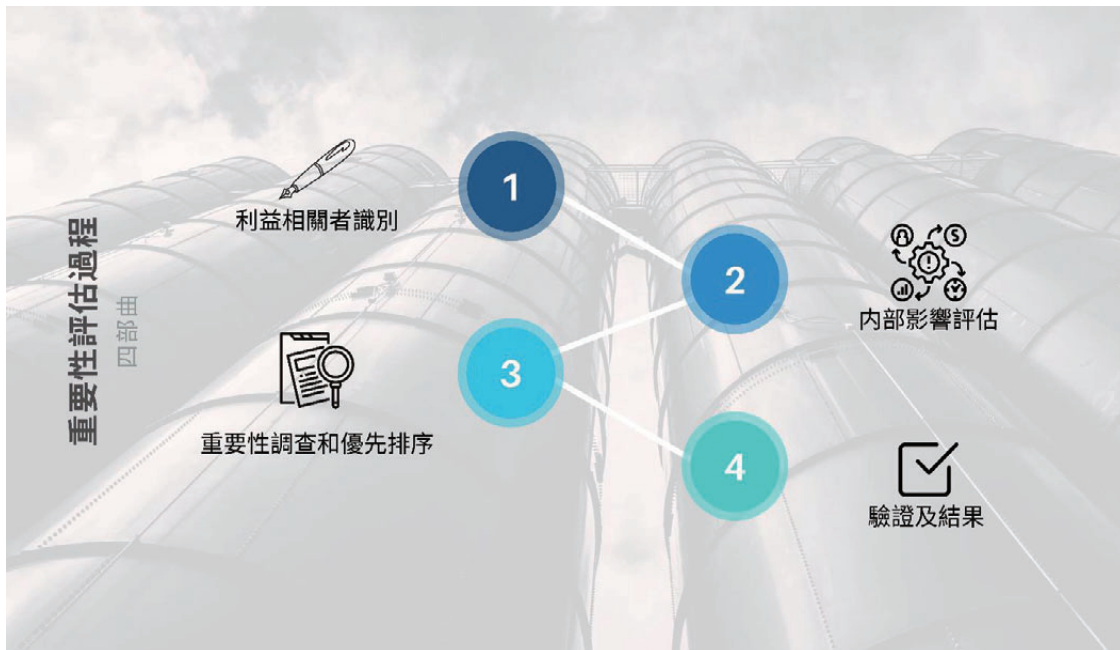 重要性評估過程
四部曲
1
利益相關者識別
2
内部影響評估
3
重要性調查和優先排序
4
驗證及結果